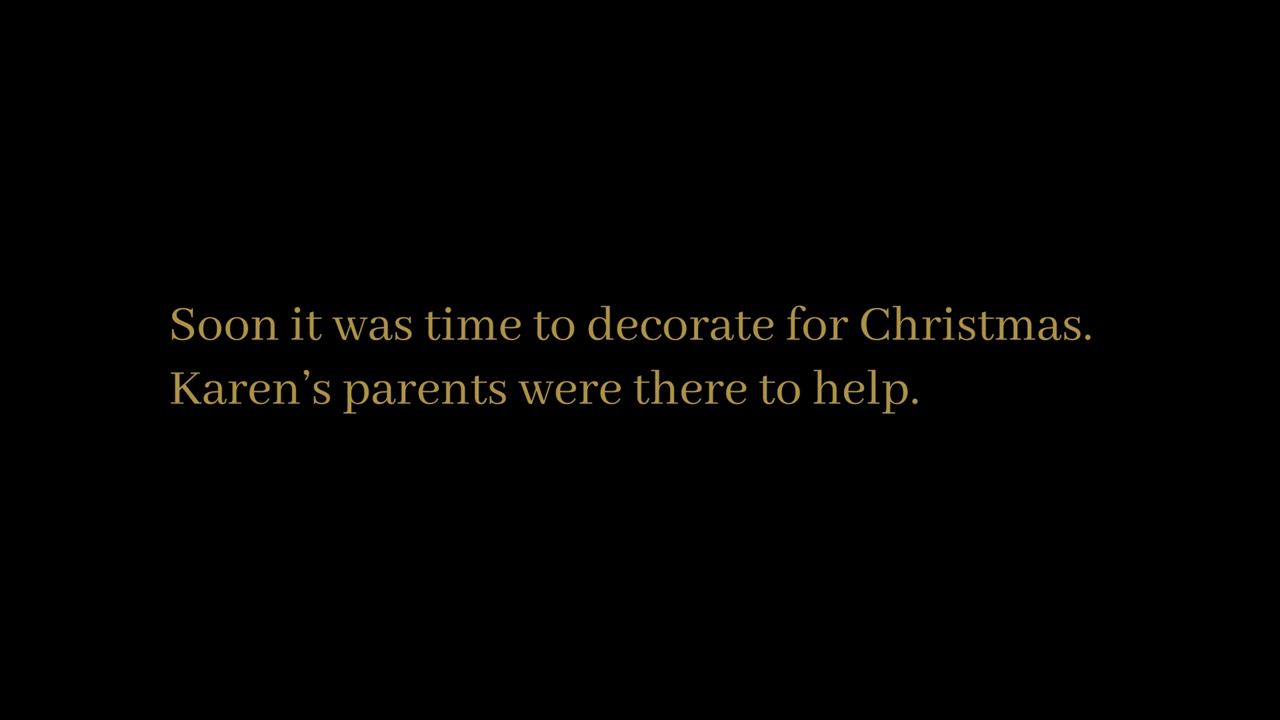 Soon it was time to decorate for Christmas.
Karen’s parents were there to help.